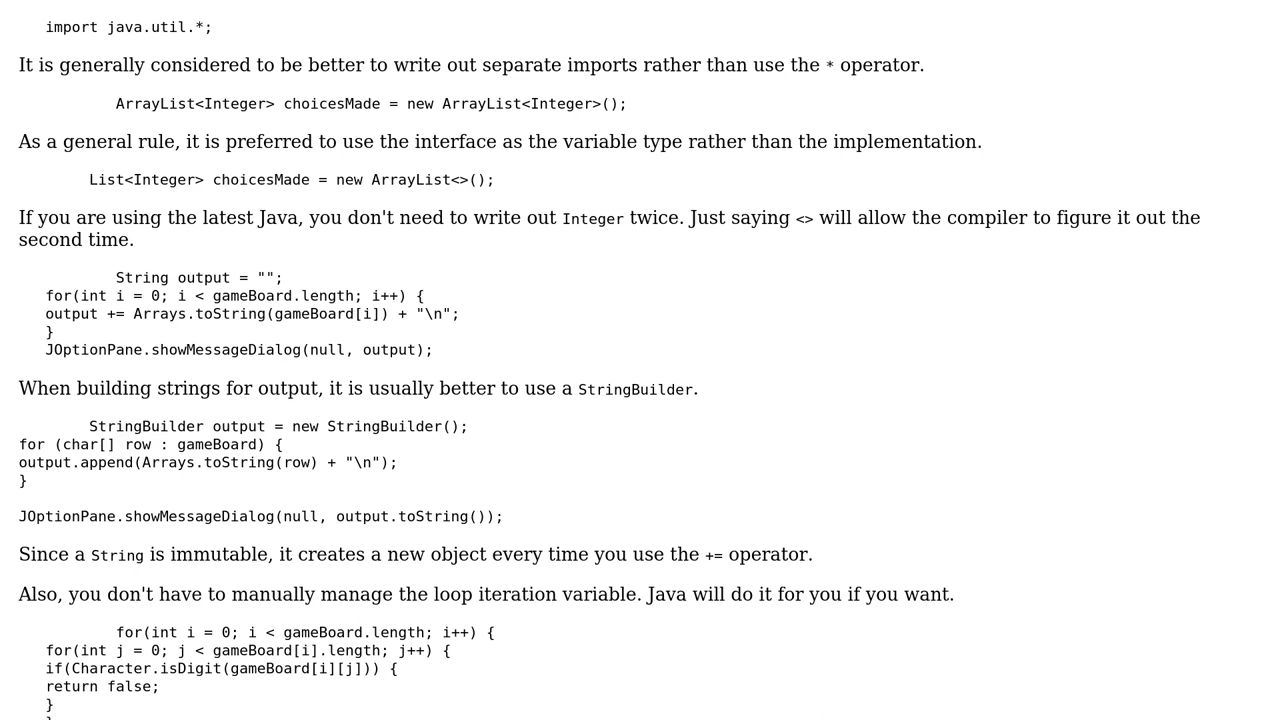 import java.util.*;
It is generally considered to be better to write out separate imports rather than use the * operator.
ArrayList<Integer> choicesMade = new ArrayList<Integer>();
As a general rule, it is preferred to use the interface as the variable type rather than the implementation.
List<Integer> choicesMade = new ArrayList<>();
If you are using the latest Java, you don't need to write out Integer twice. Just saying <> will allow the compiler to figure it out the
second time.
String output = "";
for(int i = 0; i < gameBoard.length; i++) {
output += Arrays.toString(gameBoard[i]) + "\n";
}
JOptionPane.showMessageDialog(null, output);
When building strings for output, it is usually better to use a StringBuilder.
StringBuilder output = new StringBuilder();
for (char[] row : gameBoard) {
output.append(Arrays.toString(row) + "\n");
}
JOptionPane.showMessageDialog(null, output.toString());
Since a String is immutable, it creates a new object every time you use the += operator.
Also, you don't have to manually manage the loop iteration variable. Java will do it for you if you want.
for(int i = 0; i < gameBoard.length; i++) {
for(int j = 0; j < gameBoard[i].length; j++) {
if(Character.isDigit(gameBoard[i][j])) {
return false;
}